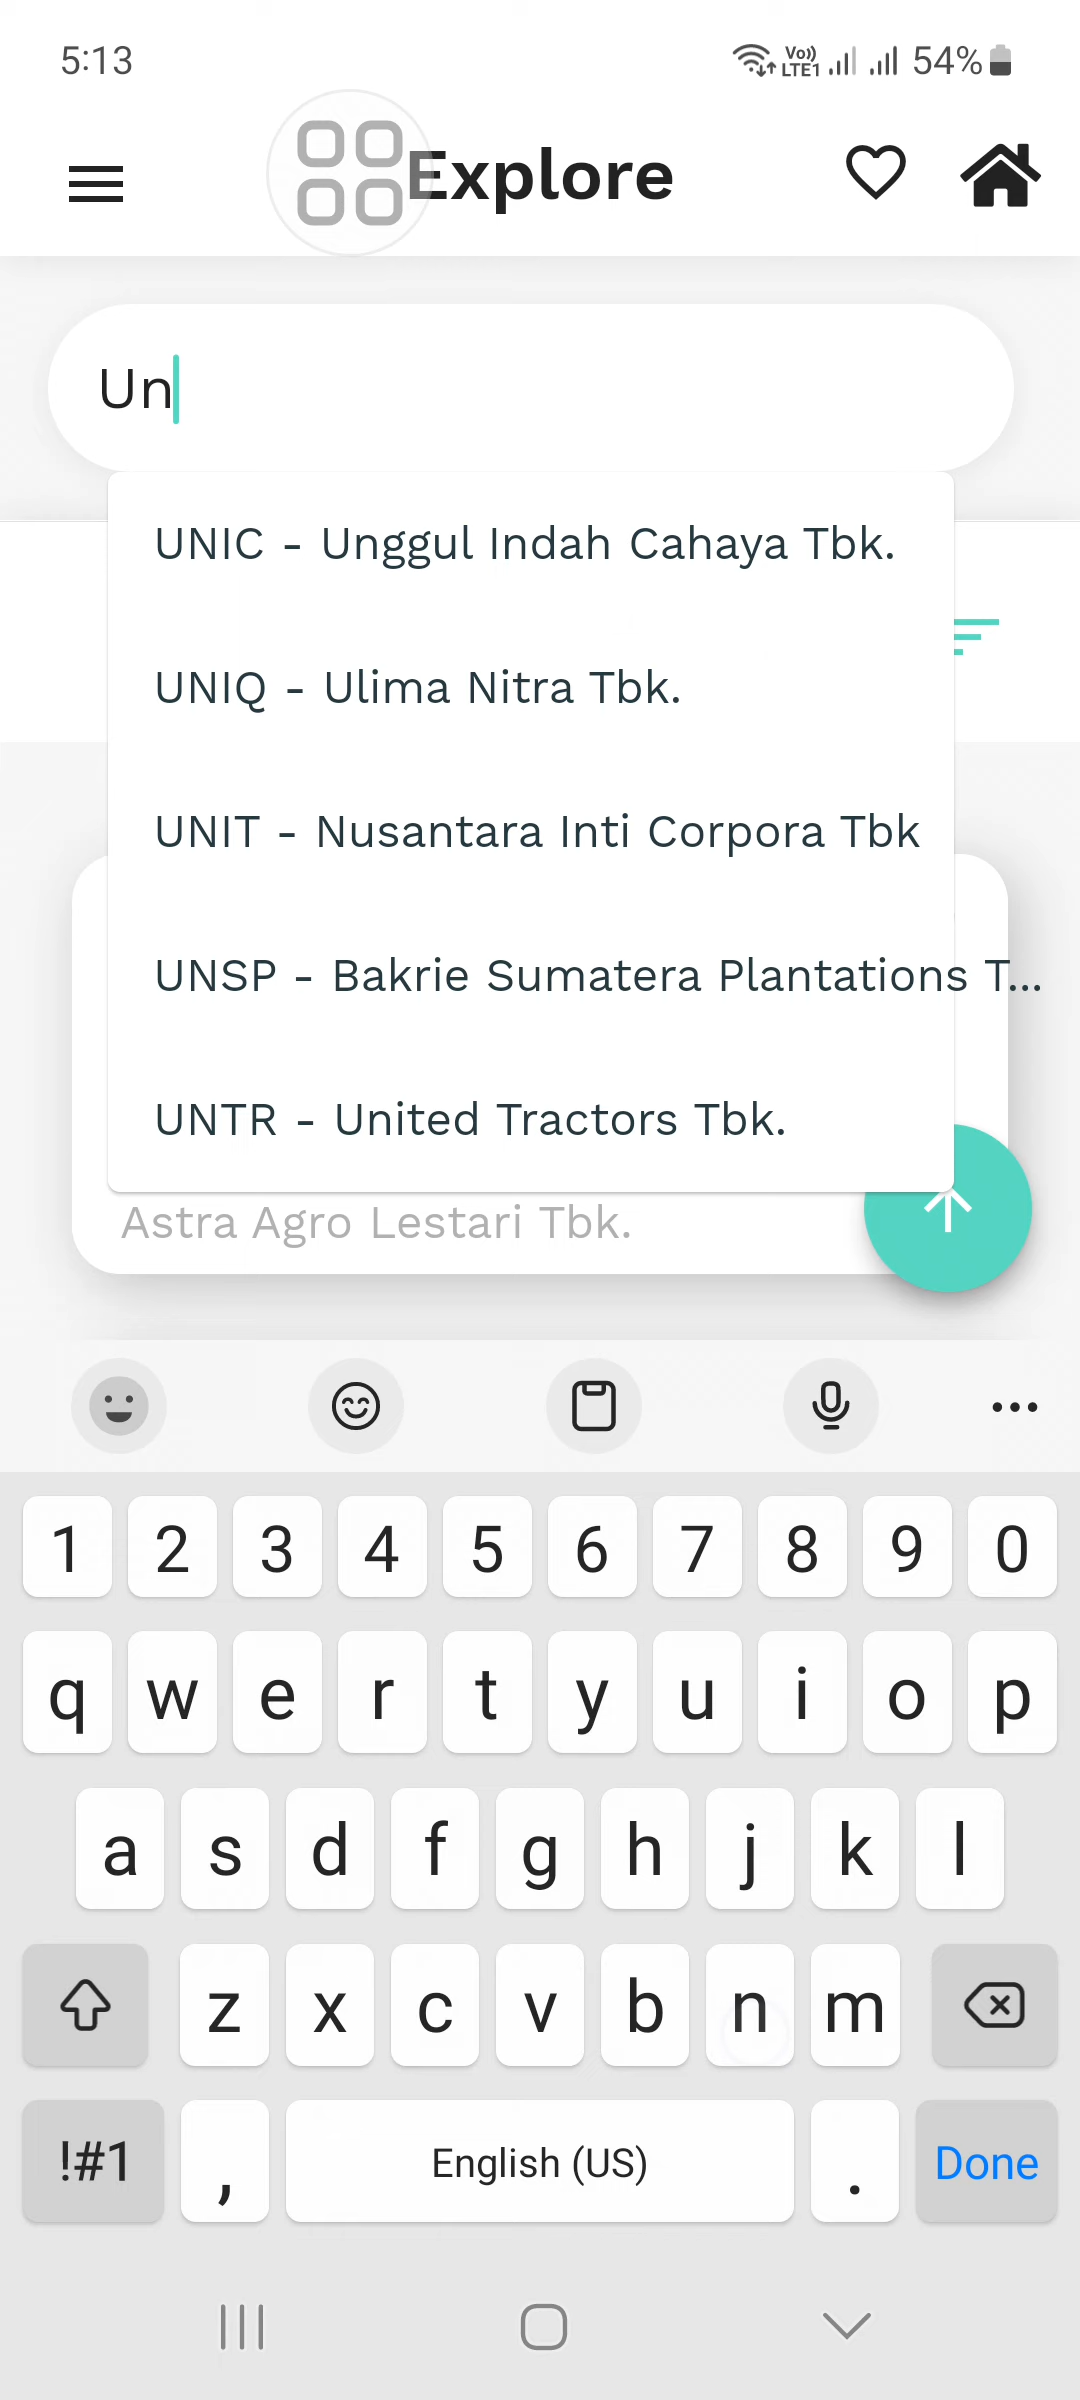 5:13
Vo))
LTE1
54%
Explore
Un
UNIC - Unggul Indah Cahaya Tbk.
UNIQ - Ulima Nitra Tbk.
UNIT - Nusantara Inti Corpora Tbk
UNSP - Bakrie Sumatera Plantations T...
UNTR - United Tractors Tbk.
Astra Agro Lestari Tbk.
1 2 3 4 5 6 7 8 9 0
q w e r t y u i o p
a s d f g h j k l
z x c v b n m
!#1 , English (US) . Done